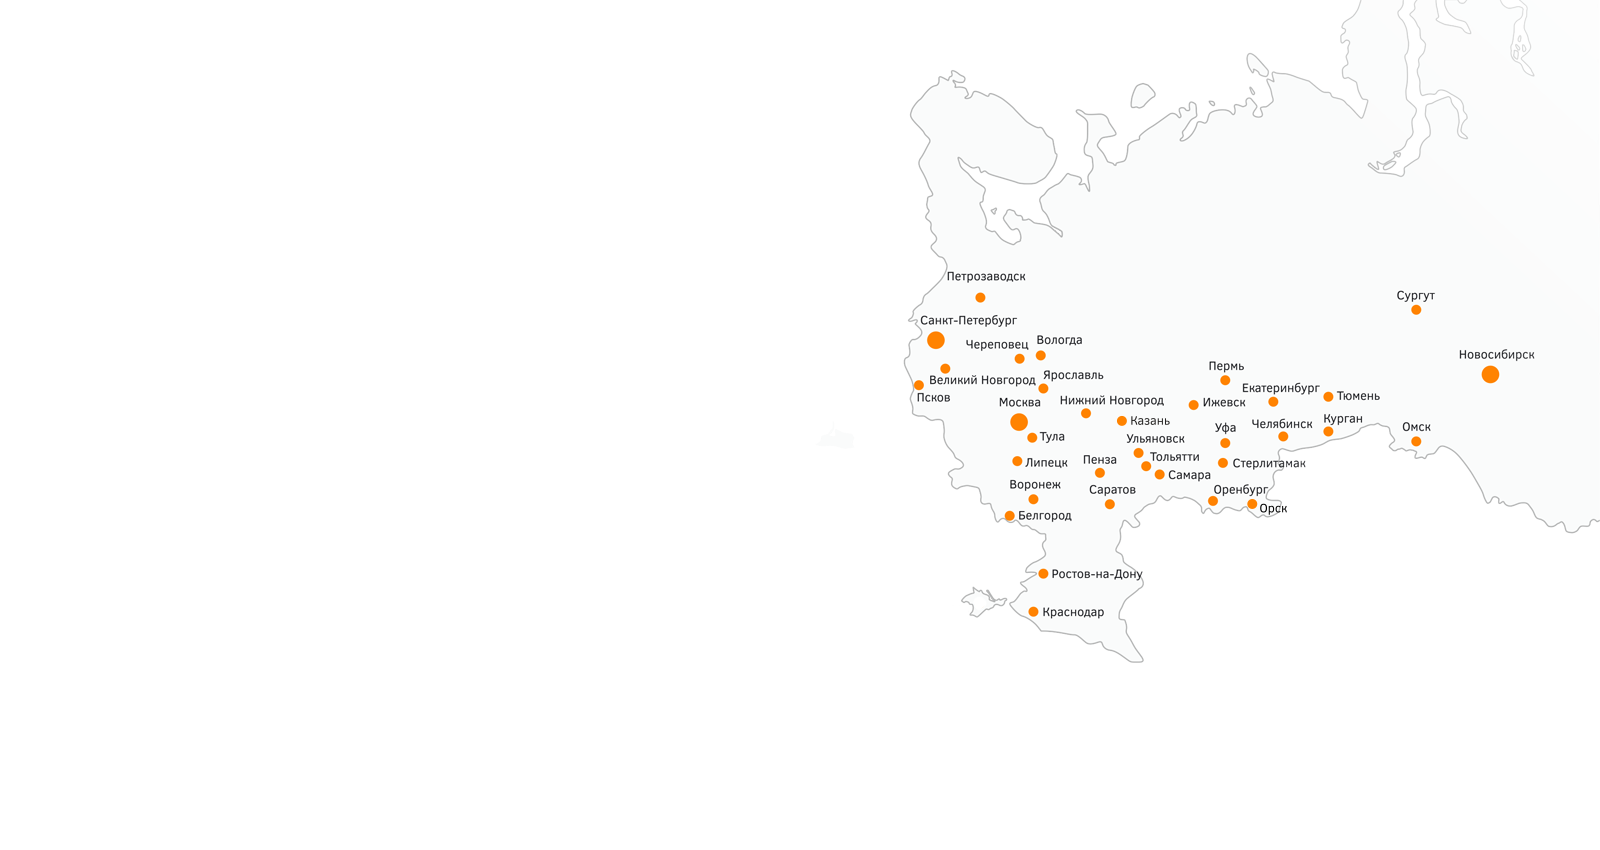 Петрозаводск
Сургут
Санкт-Петербург
Вологда
Череповец
Новосибирск
Пермь
Ярославль
Великий Новгород
Екатеринбург
Тюмень
Псков
Москва
Нижний Новгород
Ижевск
Казань
Курган
Челябинск
Уфа
Омск
Тула
Ульяновск
Тольятти
Пенза
Липецк
Стерлитамак
Самара
Воронеж
Саратов
Оренбург
Орск
Белгород
Ростов-на-Дону
Краснодар